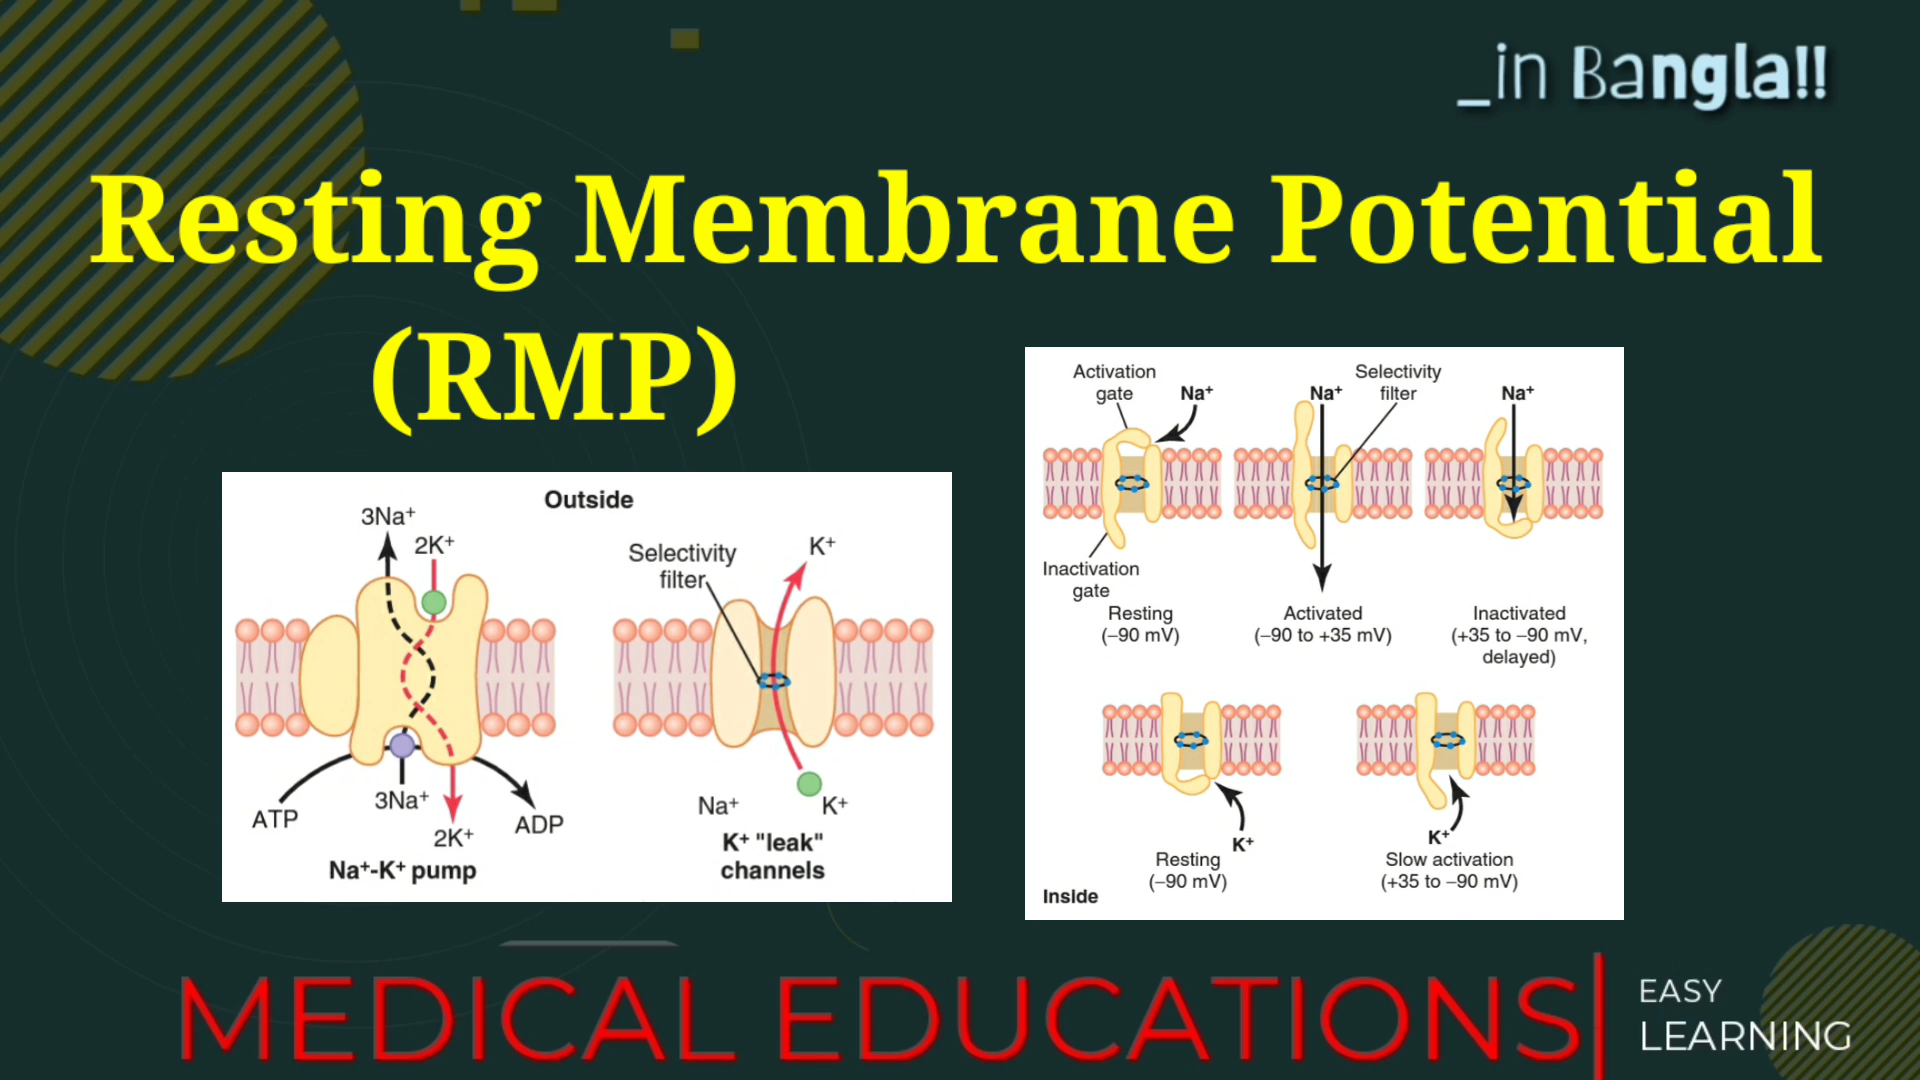 _in Bangla!!
Resting Membrane Potential
(RMP)
Outside
3Na⁺
2K⁺
Selectivity
filter
K⁺
ATP
3Na⁺
2K⁺
ADP
Na⁺-K⁺ pump
Na⁺
K⁺
K⁺ "leak"
channels
Activation
gate
Na⁺
Na⁺
Selectivity
filter
Na⁺
Inactivation
gate
Resting
(–90 mV)
Activated
(–90 to +35 mV)
Inactivated
(+35 to –90 mV,
delayed)
K⁺
Resting
(–90 mV)
K⁺
Slow activation
(+35 to –90 mV)
Inside
MEDICAL EDUCATIONS
EASY
LEARNING